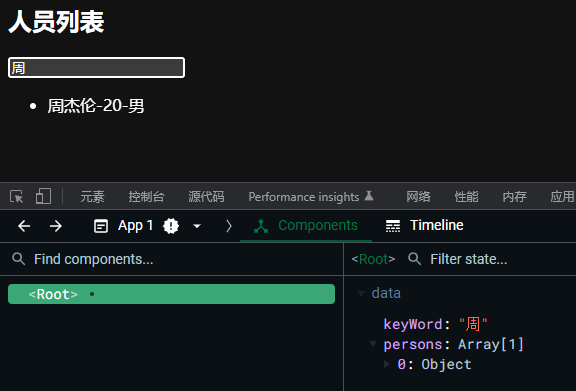 人员列表
周
周杰伦-20-男
元素 控制台 源代码 Performance insights 网络 性能 内存 应用
App 1 Components Timeline
Find components... <Root> Filter state...
<Root> data
keyWord: "周"
persons: Array[1]
0: Object